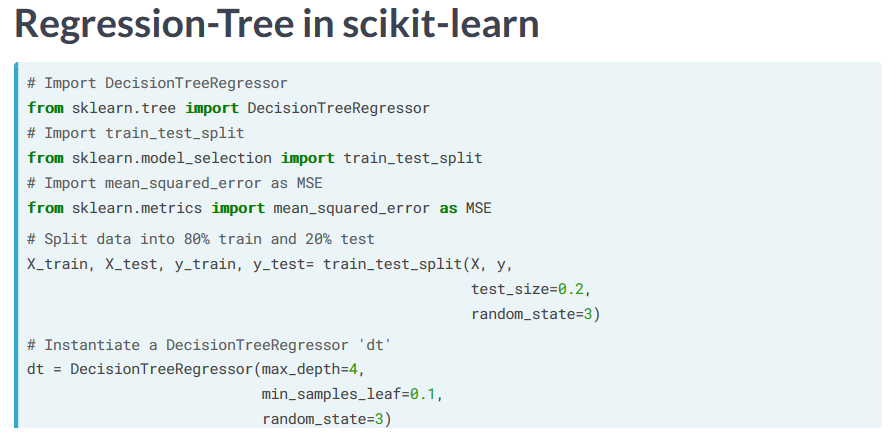 Regression-Tree in scikit-learn
# Import DecisionTreeRegressor
from sklearn.tree import DecisionTreeRegressor
# Import train_test_split
from sklearn.model_selection import train_test_split
# Import mean_squared_error as MSE
from sklearn.metrics import mean_squared_error as MSE
# Split data into 80% train and 20% test
X_train, X_test, y_train, y_test= train_test_split(X, y,
test_size=0.2,
random_state=3)
# Instantiate a DecisionTreeRegressor 'dt'
dt = DecisionTreeRegressor(max_depth=4,
min_samples_leaf=0.1,
random_state=3)